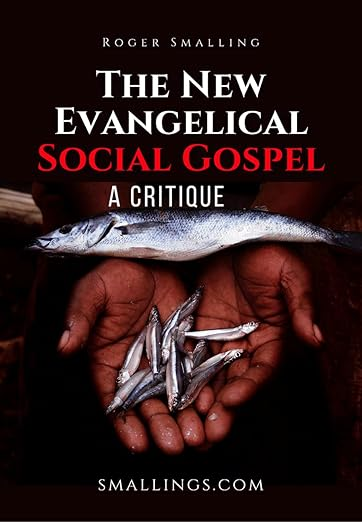 Roger Smalling
The New
Evangelical
Social Gospel
A CRITIQUE
SMALLINGS.COM